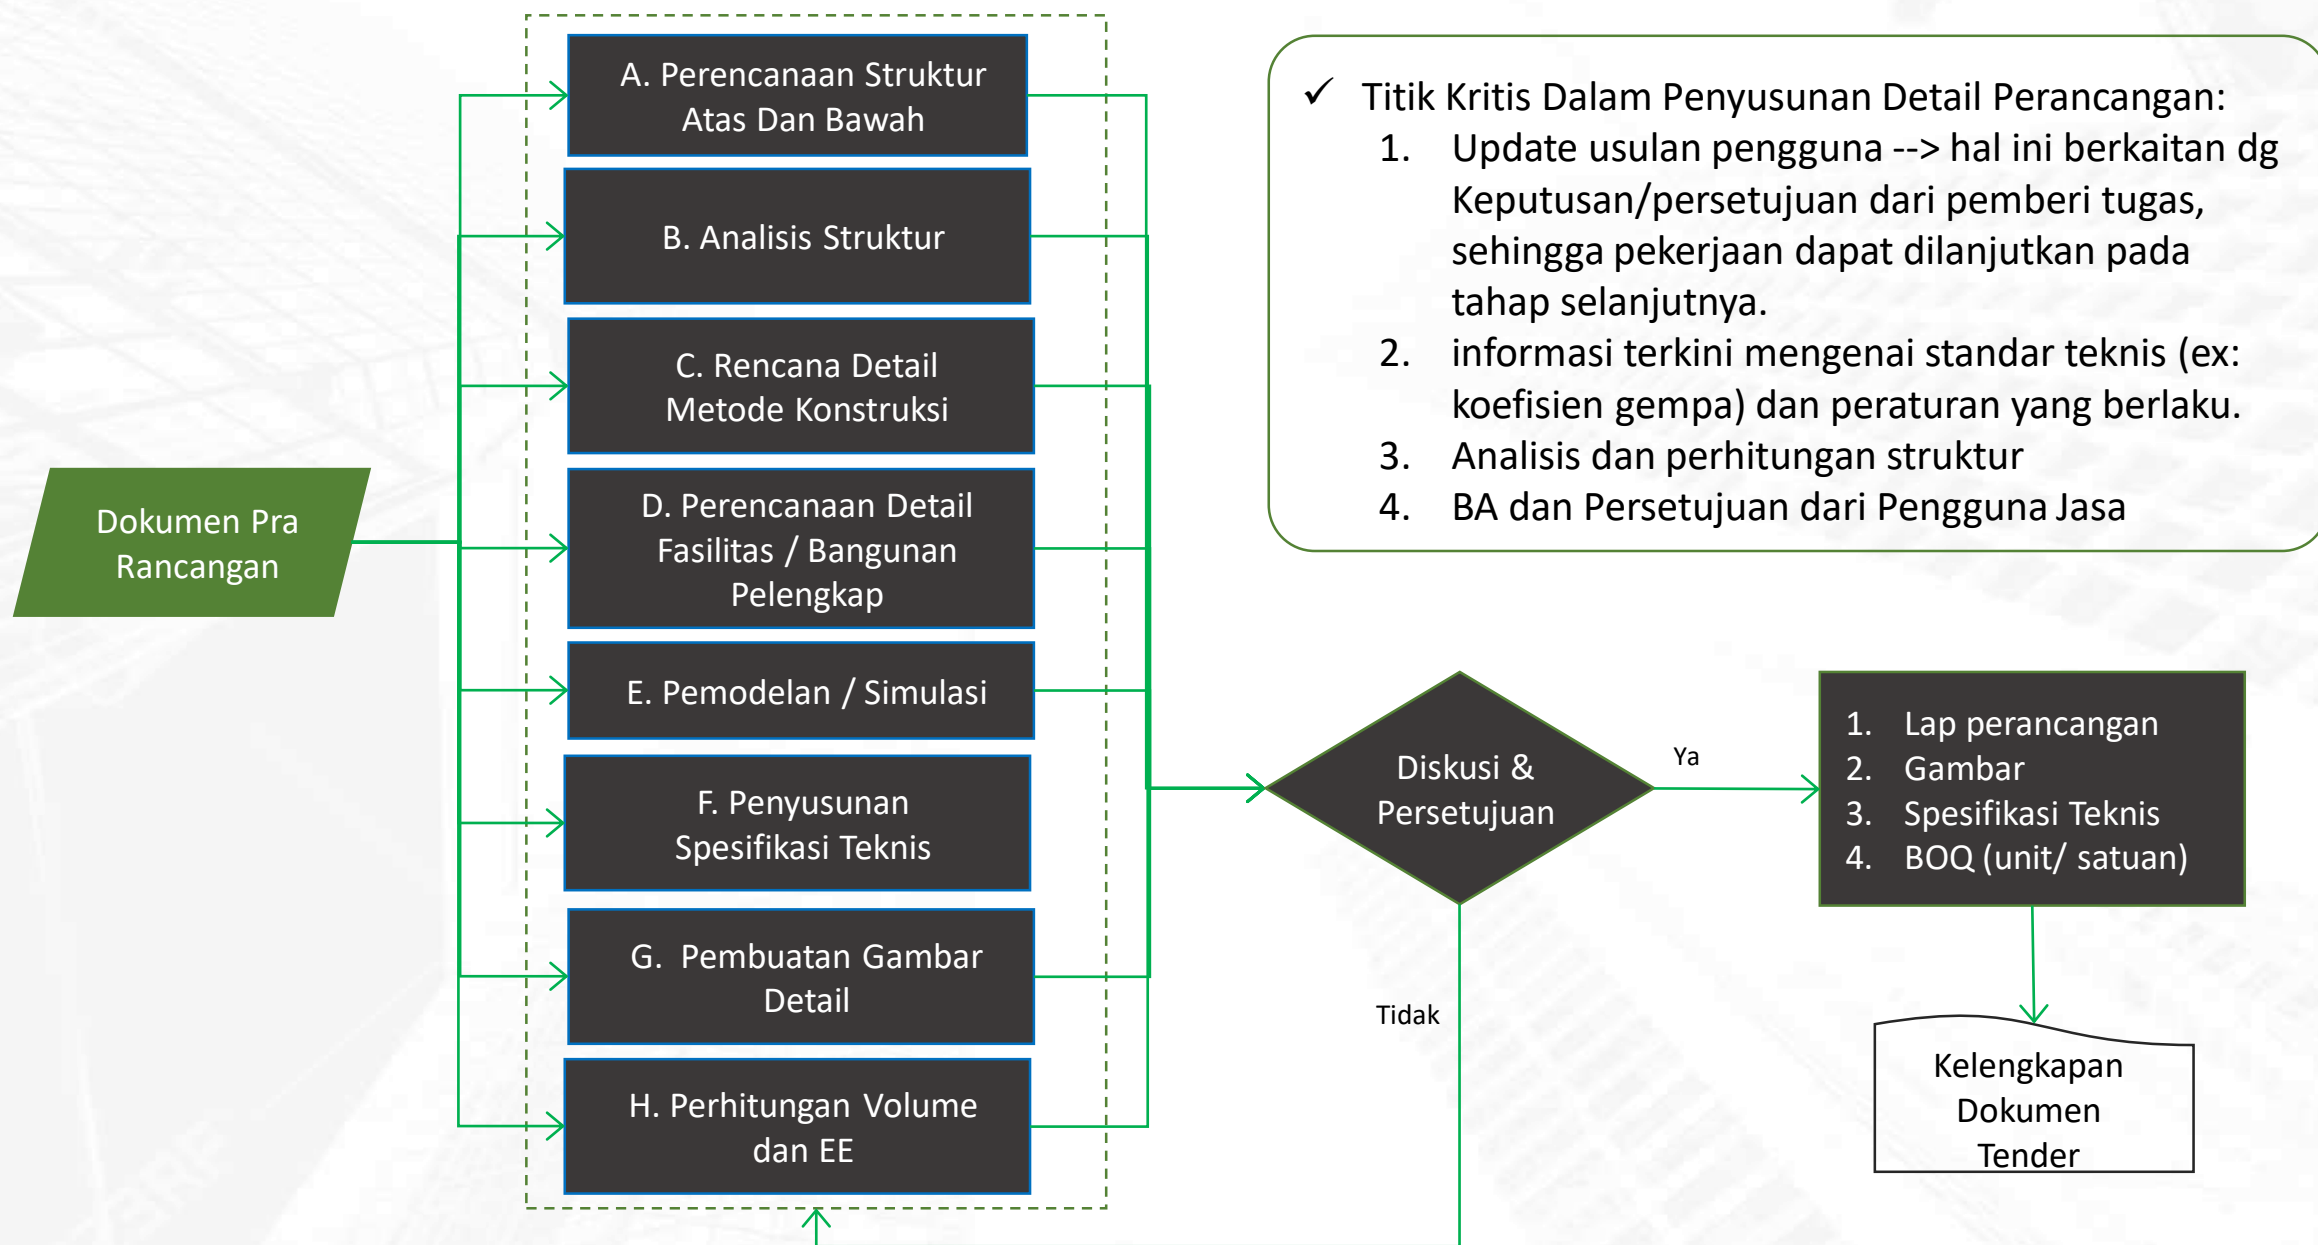 A. Perencanaan Struktur
Atas Dan Bawah
B. Analisis Struktur
C. Rencana Detail
Metode Konstruksi
D. Perencanaan Detail
Fasilitas / Bangunan
Pelengkap
E. Pemodelan / Simulasi
F. Penyusunan
Spesifikasi Teknis
G. Pembuatan Gambar
Detail
H. Perhitungan Volume
dan EE
Dokumen Pra
Rancangan
✓ Titik Kritis Dalam Penyusunan Detail Perancangan:
1. Update usulan pengguna --> hal ini berkaitan dg
Keputusan/persetujuan dari pemberi tugas,
sehingga pekerjaan dapat dilanjutkan pada
tahap selanjutnya.
2. informasi terkini mengenai standar teknis (ex:
koefisien gempa) dan peraturan yang berlaku.
3. Analisis dan perhitungan struktur
4. BA dan Persetujuan dari Pengguna Jasa
Diskusi &
Persetujuan
Ya
Tidak
1. Lap perancangan
2. Gambar
3. Spesifikasi Teknis
4. BOQ (unit/ satuan)
Kelengkapan
Dokumen
Tender